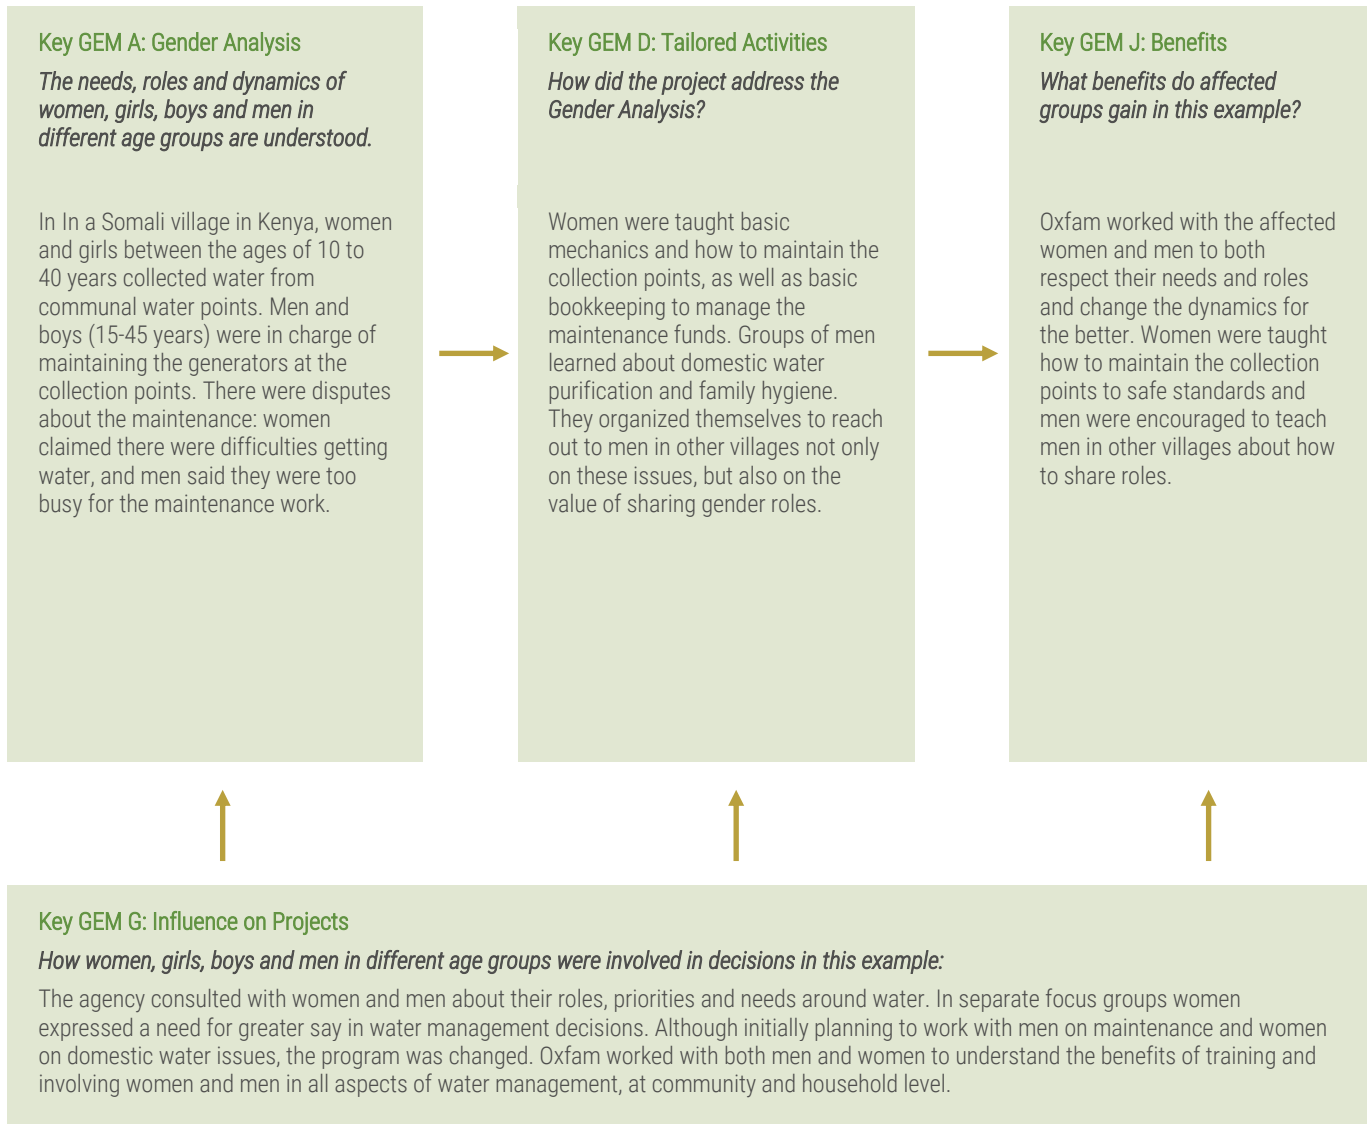 Key GEM A: Gender Analysis
The needs, roles and dynamics of
women, girls, boys and men in
different age groups are understood.
In In a Somali village in Kenya, women
and girls between the ages of 10 to
40 years collected water from
communal water points. Men and
boys (15-45 years) were in charge of
maintaining the generators at the
collection points. There were disputes
about the maintenance: women
claimed there were difficulties getting
water, and men said they were too
busy for the maintenance work.
Key GEM D: Tailored Activities
How did the project address the
Gender Analysis?
Women were taught basic
mechanics and how to maintain the
collection points, as well as basic
bookkeeping to manage the
maintenance funds. Groups of men
learned about domestic water
purification and family hygiene.
They organized themselves to reach
out to men in other villages not only
on these issues, but also on the
value of sharing gender roles.
Key GEM J: Benefits
What benefits do affected
groups gain in this example?
Oxfam worked with the affected
women and men to both
respect their needs and roles
and change the dynamics for
the better. Women were taught
how to maintain the collection
points to safe standards and
men were encouraged to teach
men in other villages about how
to share roles.
Key GEM G: Influence on Projects
How women, girls, boys and men in different age groups were involved in decisions in this example:
The agency consulted with women and men about their roles, priorities and needs around water. In separate focus groups women
expressed a need for greater say in water management decisions. Although initially planning to work with men on maintenance and women
on domestic water issues, the program was changed. Oxfam worked with both men and women to understand the benefits of training and
involving women and men in all aspects of water management, at community and household level.